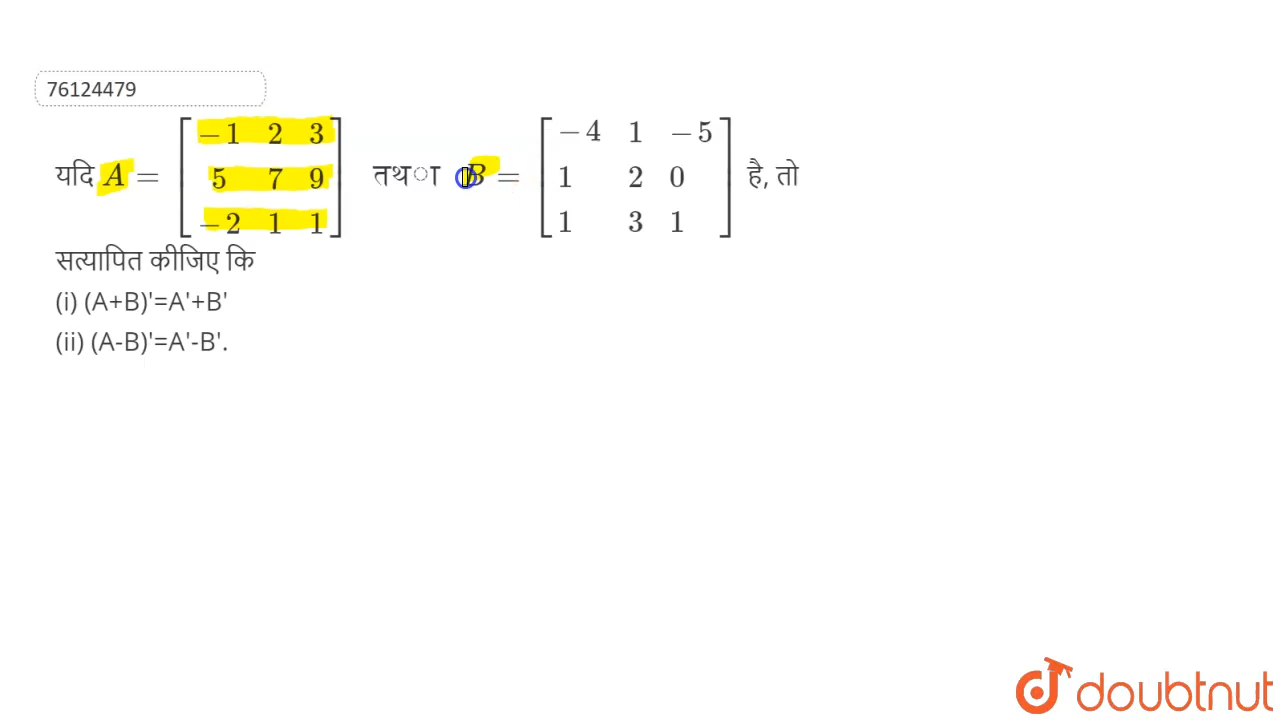 76124479
यदि A = [ -1 2 3
5 7 9
-2 1 1 ] तथा B = [ -4 1 -5
1 2 0
1 3 1 ] है, तो
सत्यापित कीजिए कि
(i) (A+B)'=A'+B'
(ii) (A-B)'=A'-B'.
doubtnut